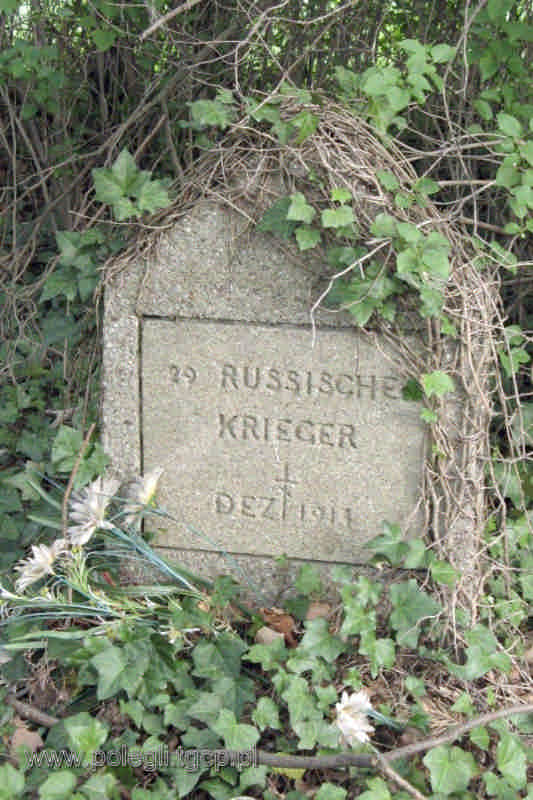 29 RUSSISCHE
KRIEGER
DEZ 1914
www.polegli.tgcp.pl